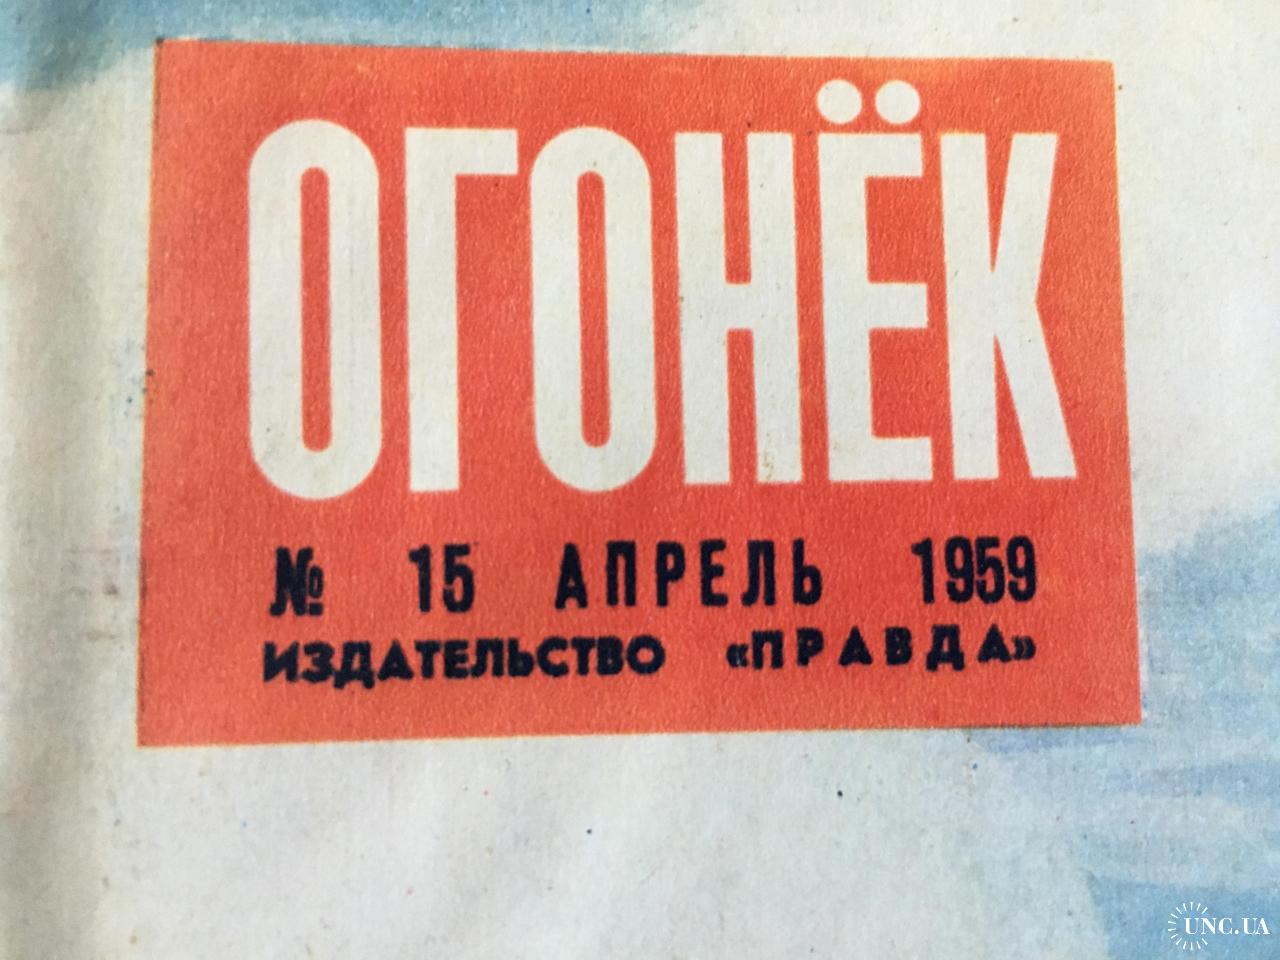 ОГОНЁК
№ 15 АПРЕЛЬ 1959
ИЗДАТЕЛЬСТВО «ПРАВДА»
UNC.UA